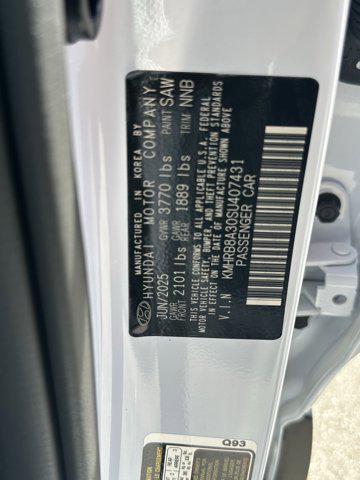 MANUFACTURED IN KOREA BY
HYUNDAI MOTOR COMPANY
JUN/2025 GVWR 3770 lbs PAINT SAW
GAWR FRONT 2101 lbs GAWR REAR 1889 lbs TRIM NNB
THIS VEHICLE CONFORMS TO ALL APPLICABLE U.S.A. FEDERAL
MOTOR VEHICLE SAFETY, BUMPER, AND THEFT PREVENTION
STANDARDS IN EFFECT ON THE DATE OF MANUFACTURE SHOWN ABOVE.
V.I.N KMHRB8A30SU407431
PASSENGER CAR
Q93